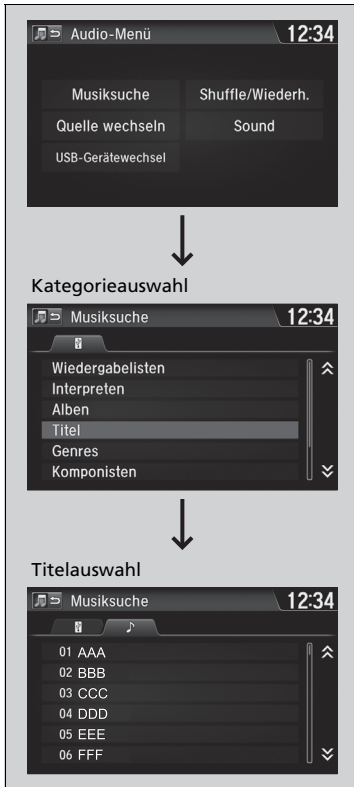 Audio-Menü 12:34
Musiksuche Shuffle/Wiederh.
Quelle wechseln Sound
USB-Gerätewechsel
Kategorieauswahl
Musiksuche 12:34
Wiedergabelisten
Interpreten
Alben
Titel
Genres
Komponisten
Titelauswahl
Musiksuche 12:34
01 AAA
02 BBB
03 CCC
04 DDD
05 EEE
06 FFF